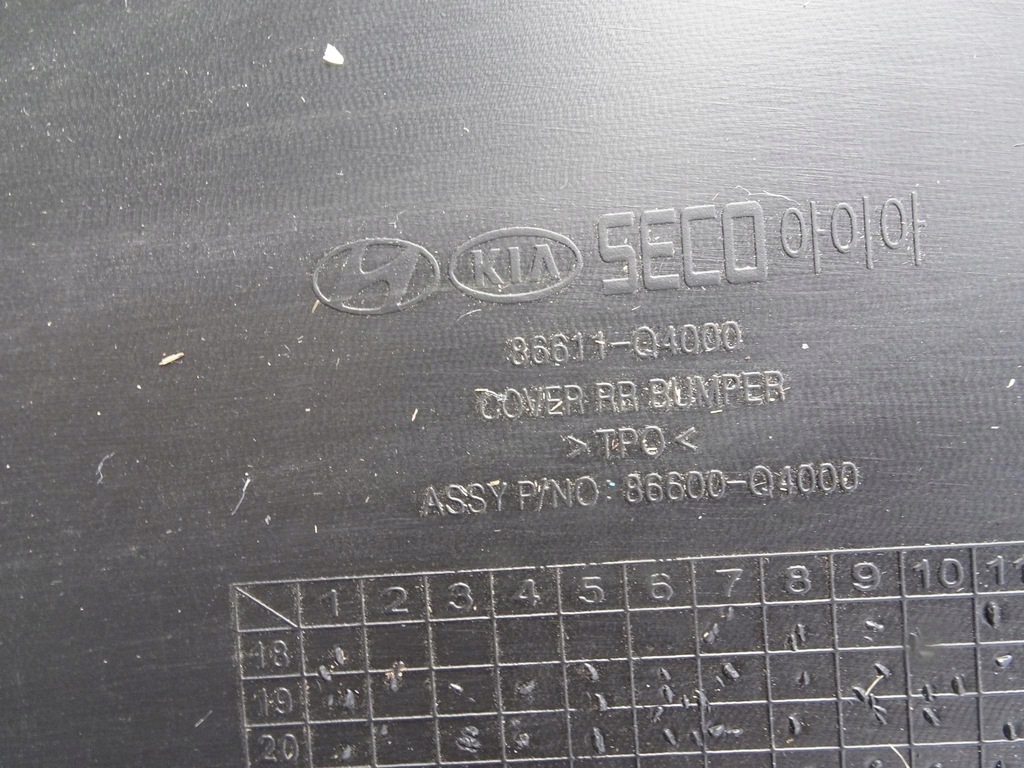 KIA SECO 아이아
86611-Q4000
COVER RR BUMPER
>TPO<
ASSY P/NO: 86600-Q4000
1 2 3 4 5 6 7 8 9 10 11
18
19
20